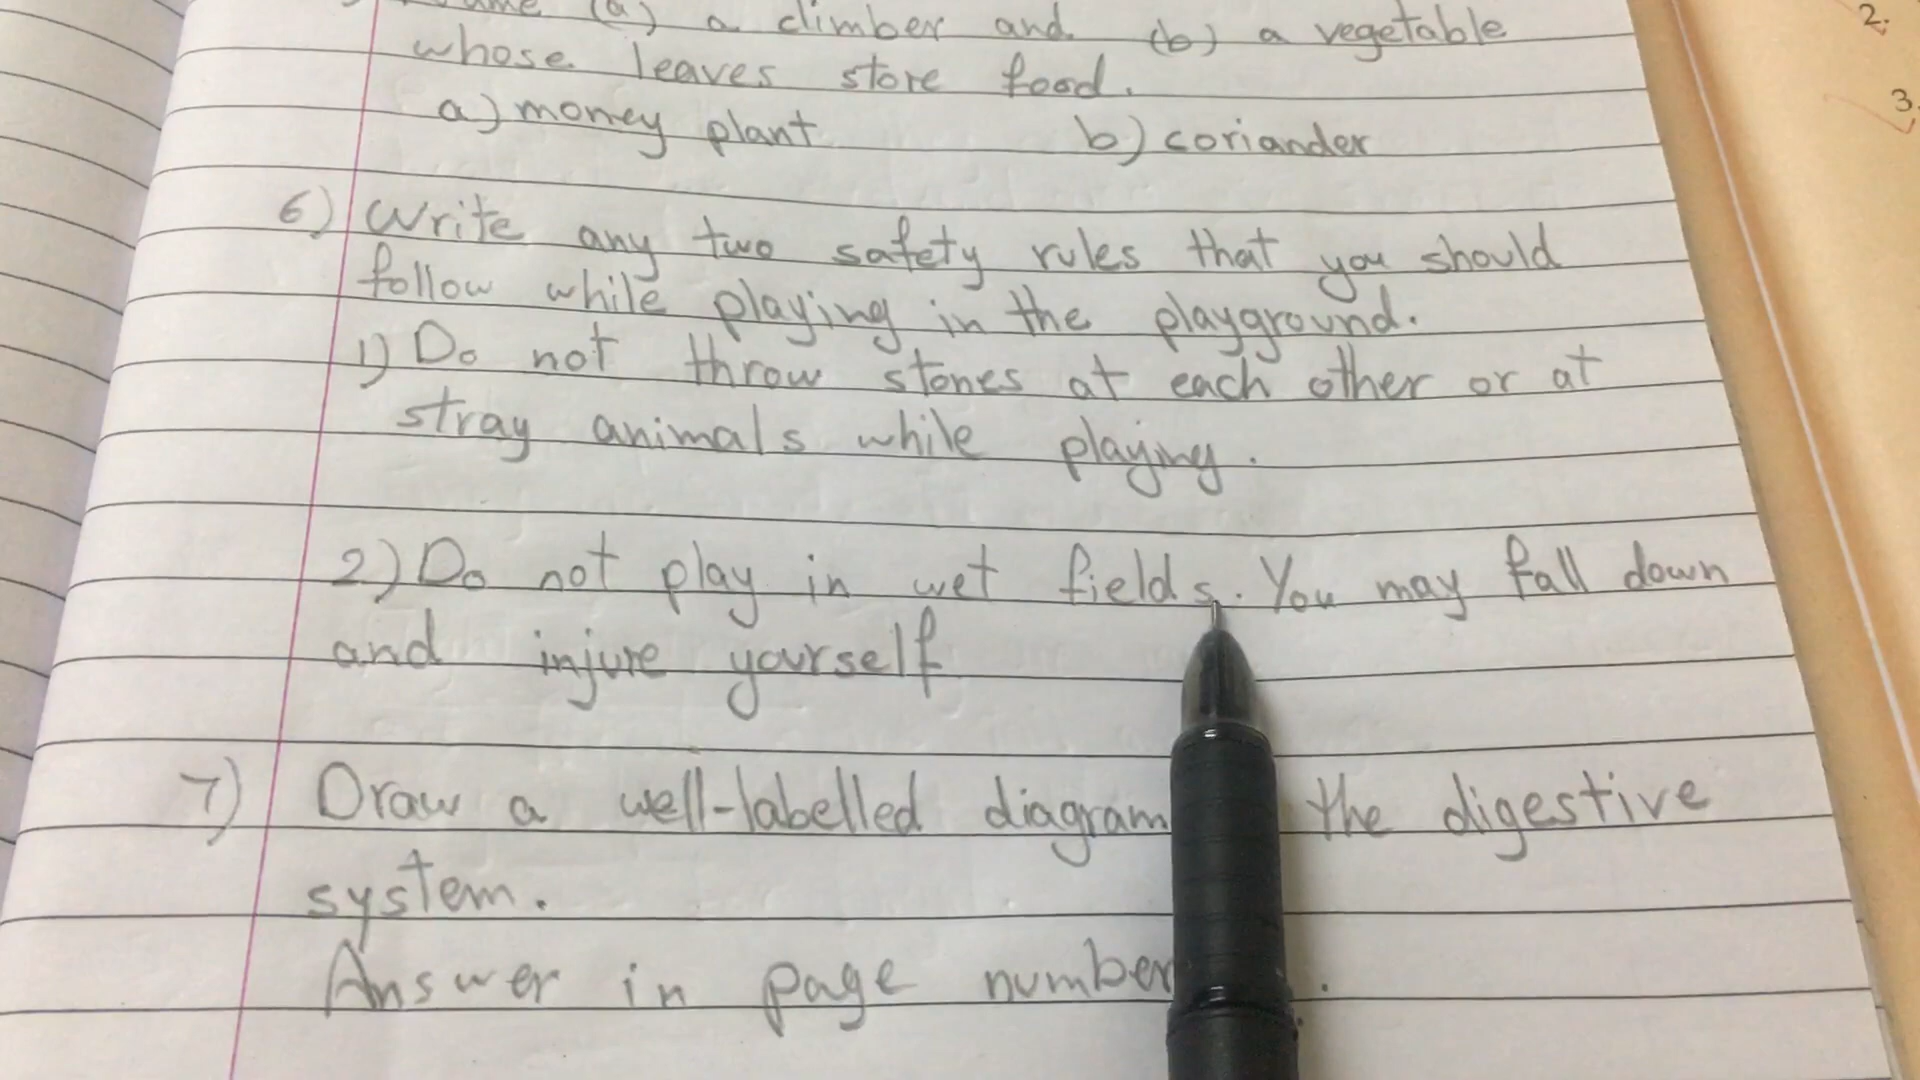 (a) a climber and (b) a vegetable
whose leaves store food.
a) money plant b) coriander
6) Write any two safety rules that you should
follow while playing in the playground.
1) Do not throw stones at each other or at
stray animals while playing.
2) Do not play in wet fields. You may fall down
and injure yourself
7) Draw a well-labelled diagram the digestive
system.
Answer in page number .
2.
3.